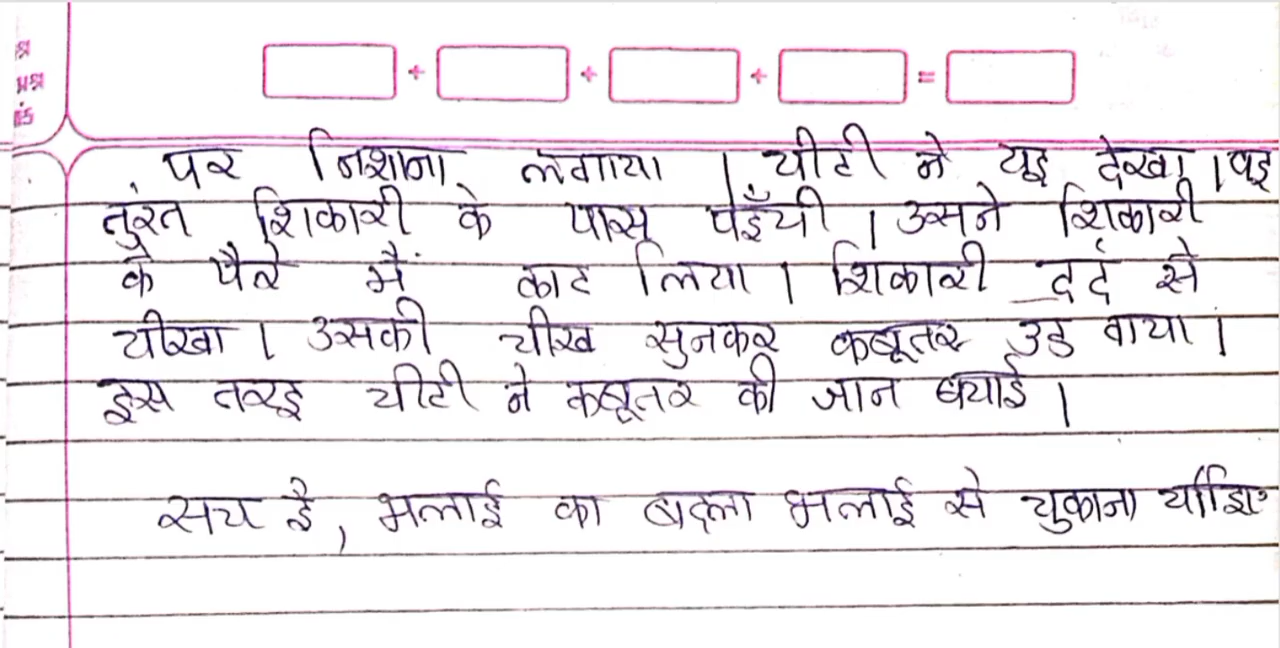 पर निशाना लगाया । चींटी ने यह देखा । वह
तुरंत शिकारी के पास पहुँची । उसने शिकारी
के पैर में काट लिया । शिकारी दर्द से
चीखा । उसकी चीख सुनकर कबूतर उड गया ।
इस तरह चीटी ने कबूतर की जान बचाई ।
सच है, भलाई का बदला भलाई से चुकाना चाहिए